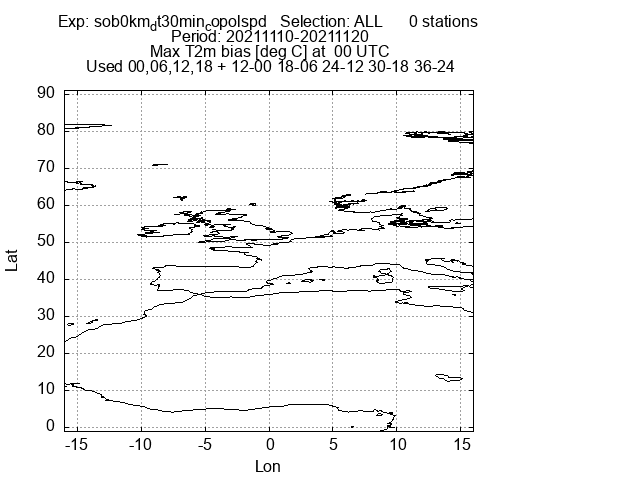 Exp: sob0km_dt30min_copolspd   Selection: ALL      0 stations
Period: 20211110-20211120
Max T2m bias [deg C] at  00 UTC
Used 00,06,12,18 + 12-00 18-06 24-12 30-18 36-24
90
80
70
60
50
40
30
20
10
0
Lat
-15 -10 -5 0 5 10 15
Lon